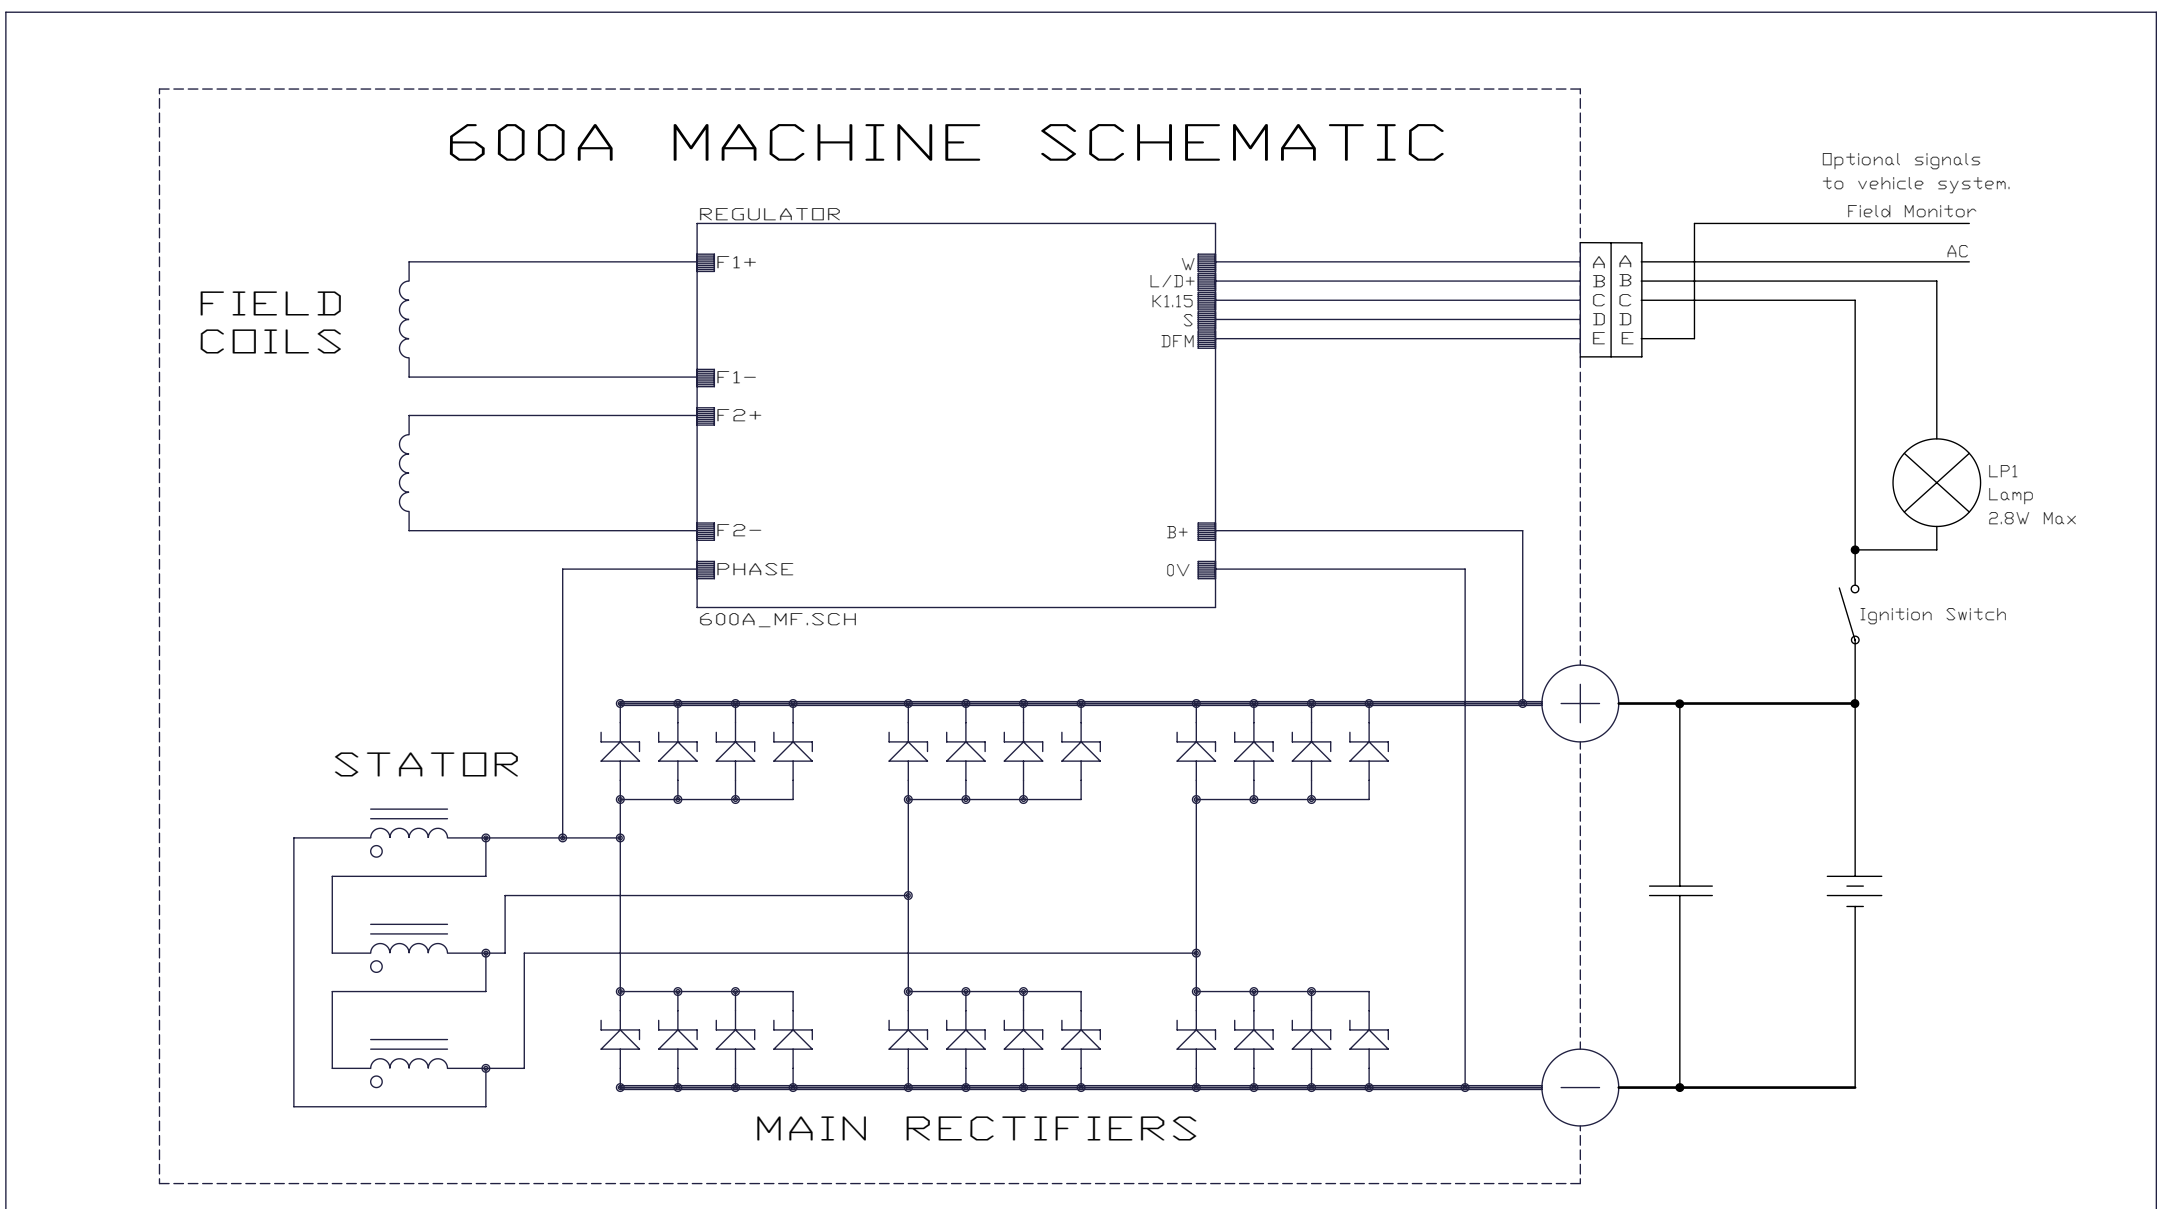 600A MACHINE SCHEMATIC
Optional signals
to vehicle system.
Field Monitor
AC
REGULATOR
FIELD
COILS
F1+
F1-
F2+
F2-
PHASE
W
L/D+
K1.15
S
DFM
B+
0V
A A
B B
C C
D D
E E
LP1
Lamp
2.8W Max
600A_MF.SCH
Ignition Switch
+
STATOR
−
MAIN RECTIFIERS